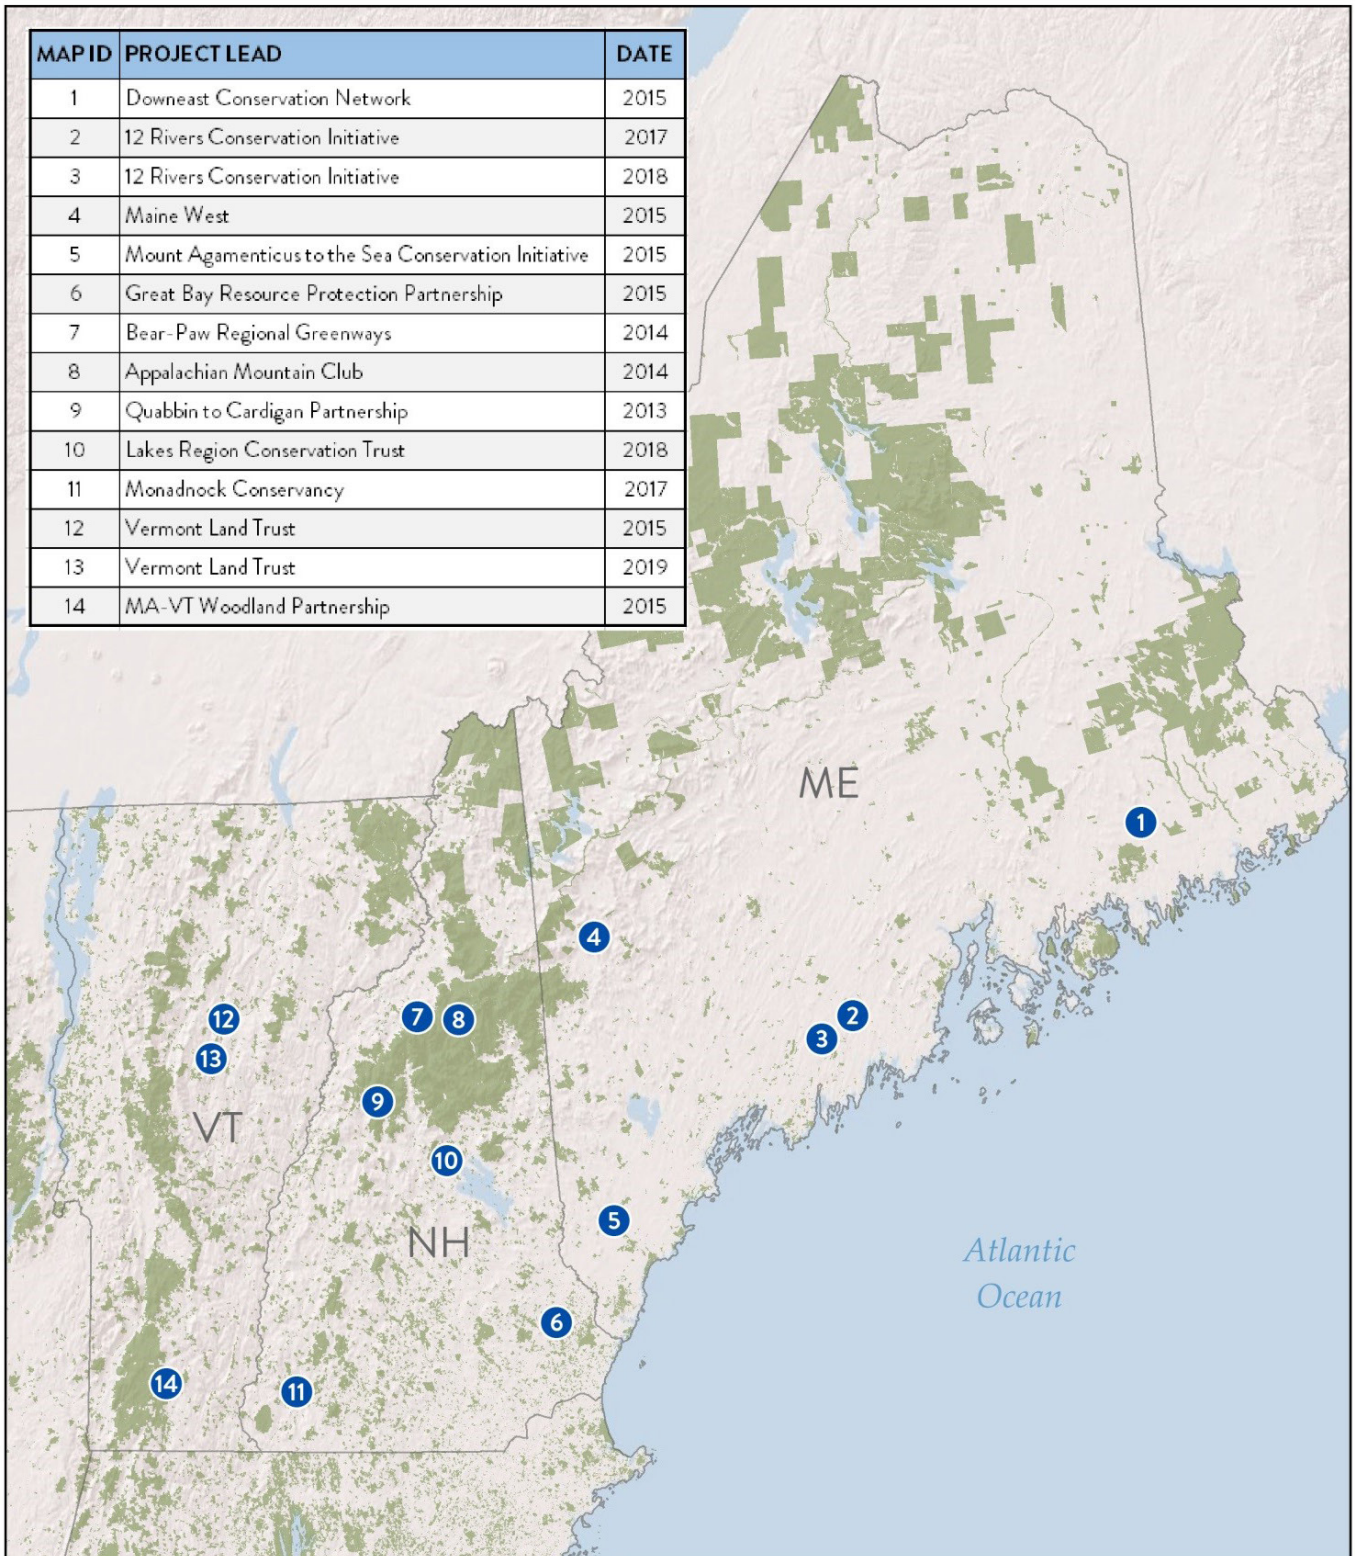 MAP ID PROJECT LEAD DATE
1 Downeast Conservation Network 2015
2 12 Rivers Conservation Initiative 2017
3 12 Rivers Conservation Initiative 2018
4 Maine West 2015
5 Mount Agamenticus to the Sea Conservation Initiative 2015
6 Great Bay Resource Protection Partnership 2015
7 Bear-Paw Regional Greenways 2014
8 Appalachian Mountain Club 2014
9 Quabbin to Cardigan Partnership 2013
10 Lakes Region Conservation Trust 2018
11 Monadnock Conservancy 2017
12 Vermont Land Trust 2015
13 Vermont Land Trust 2019
14 MA-VT Woodland Partnership 2015
ME
1
4
2
3
7
8
12
13
9
VT
10
5
NH
Atlantic
Ocean
6
14
11